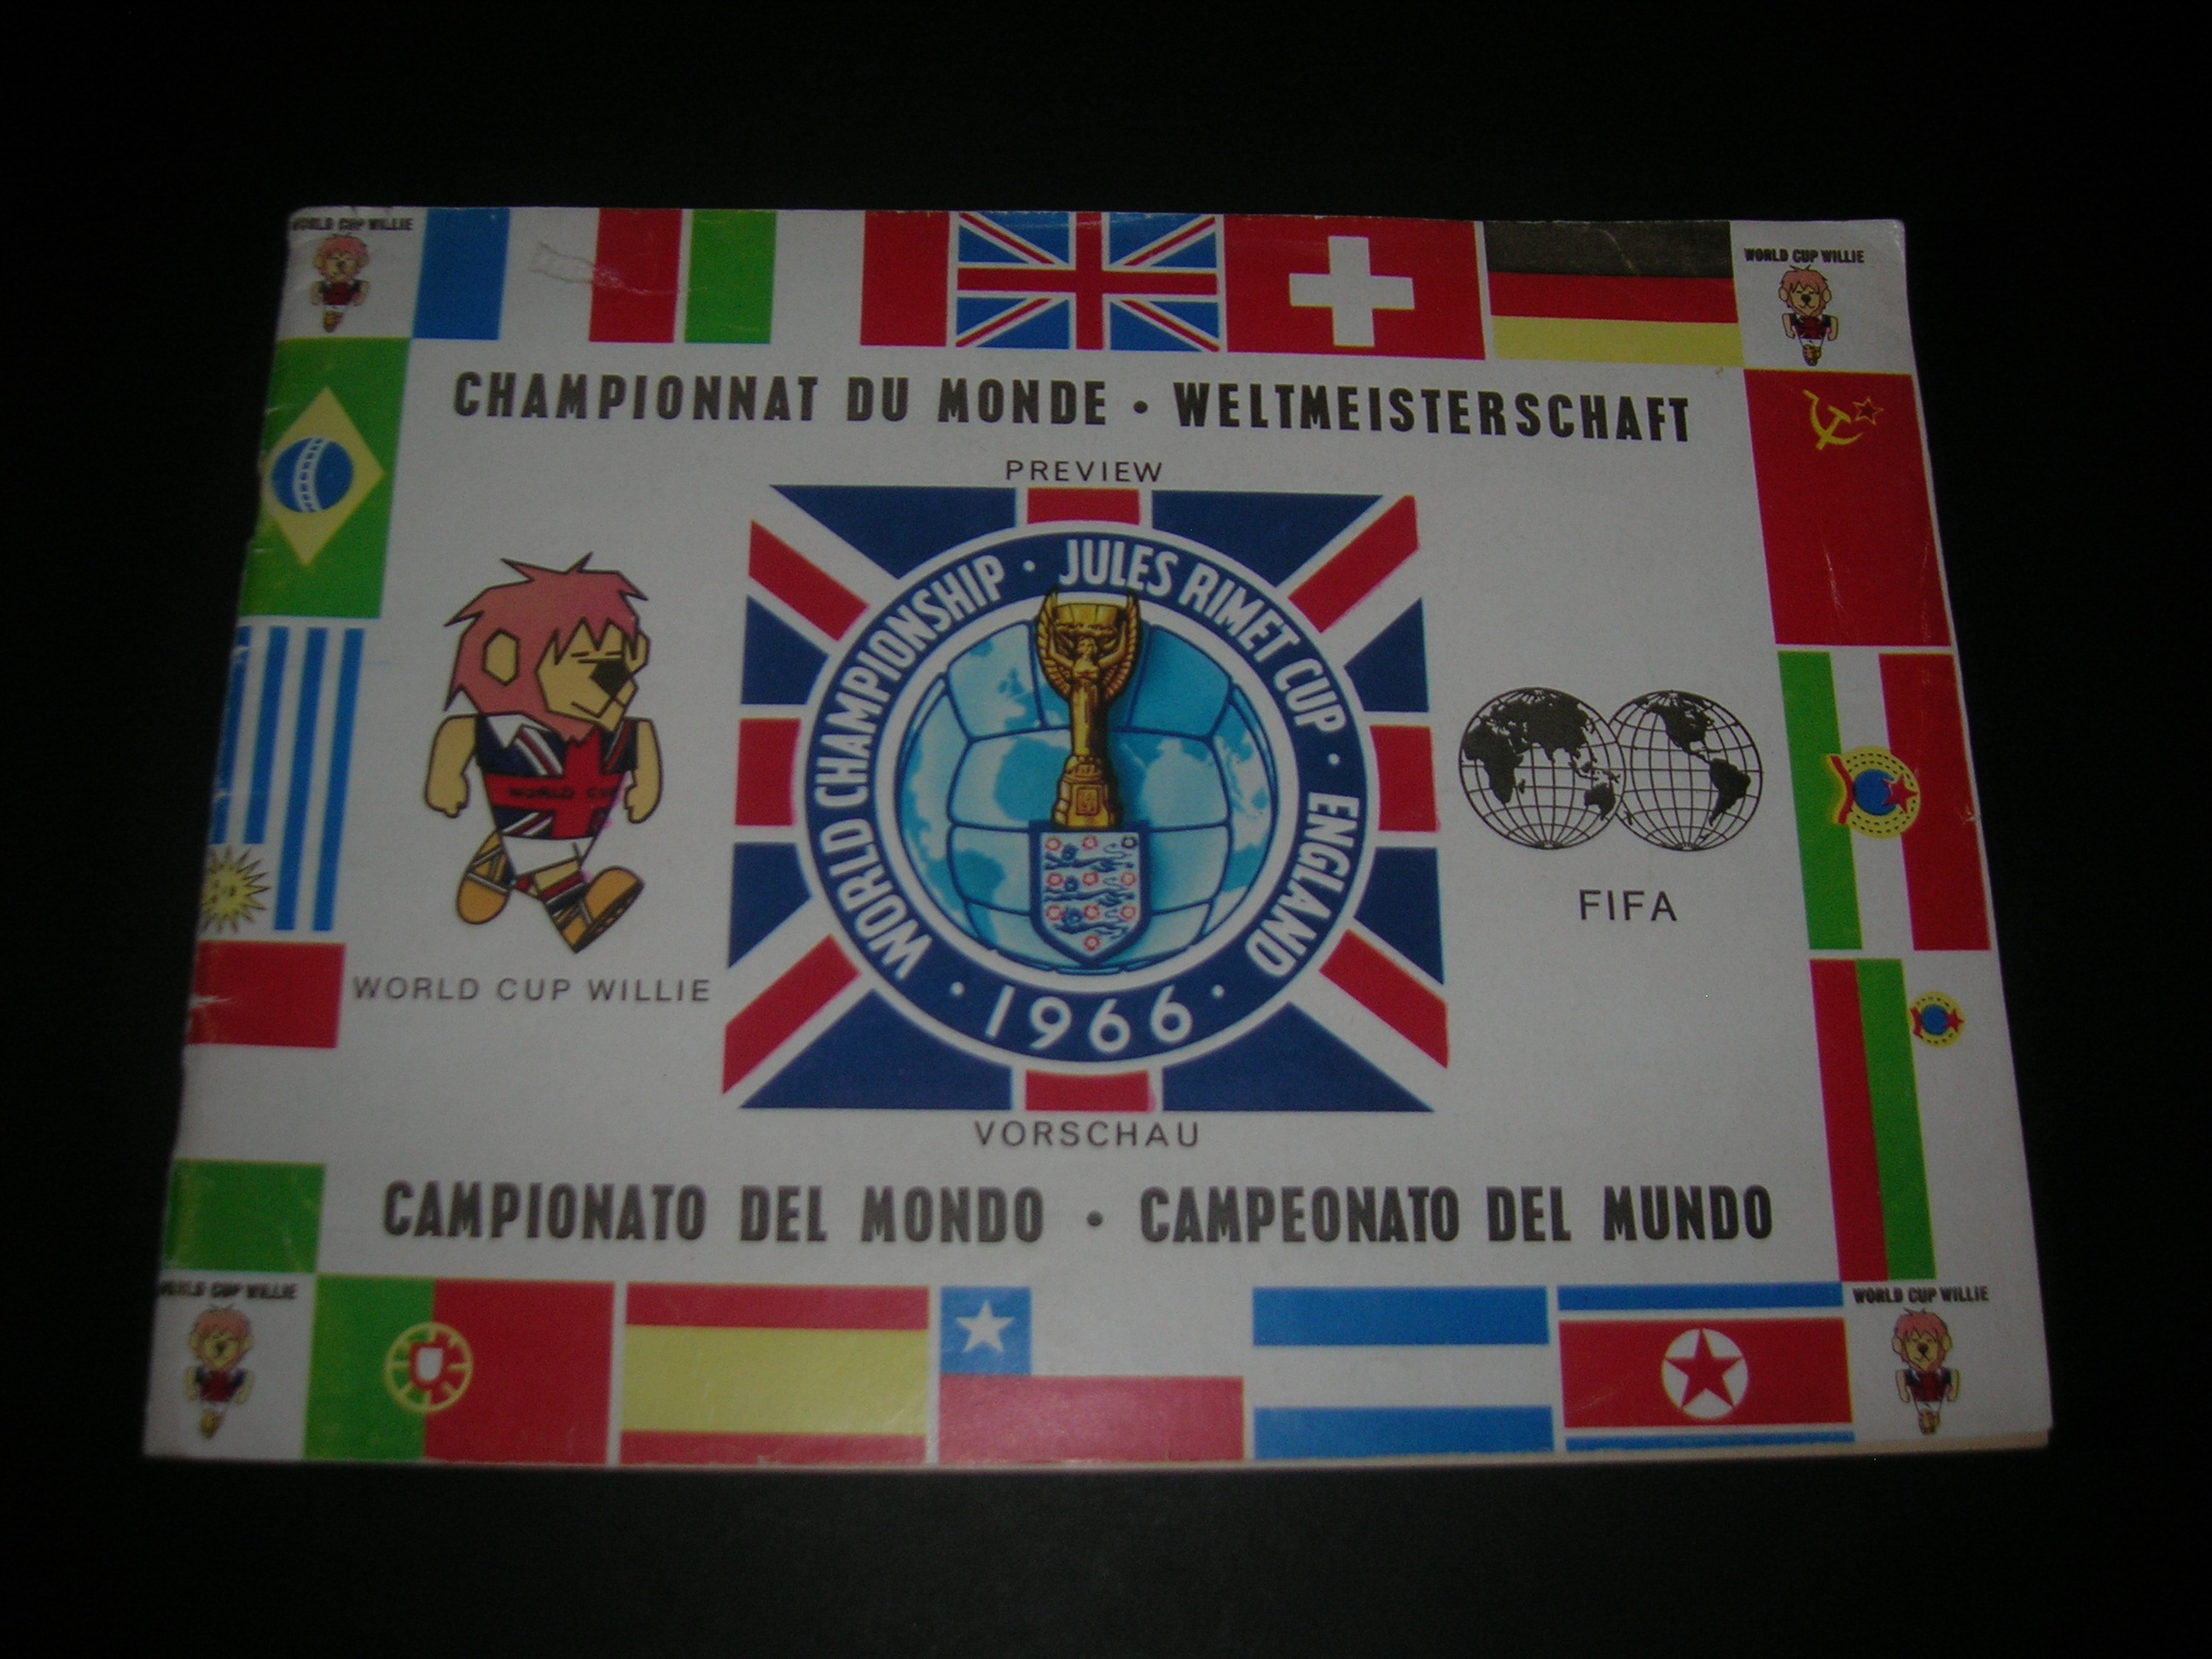 WORLD CUP WILLIE
WORLD CUP WILLIE
CHAMPIONNAT DU MONDE • WELTMEISTERSCHAFT
PREVIEW
WORLD CHAMPIONSHIP · JULES RIMET CUP · ENGLAND · 1966 ·
WORLD CUP
WORLD CUP WILLIE
FIFA
VORSCHAU
CAMPIONATO DEL MONDO • CAMPEONATO DEL MUNDO
WORLD CUP WILLIE
WORLD CUP WILLIE